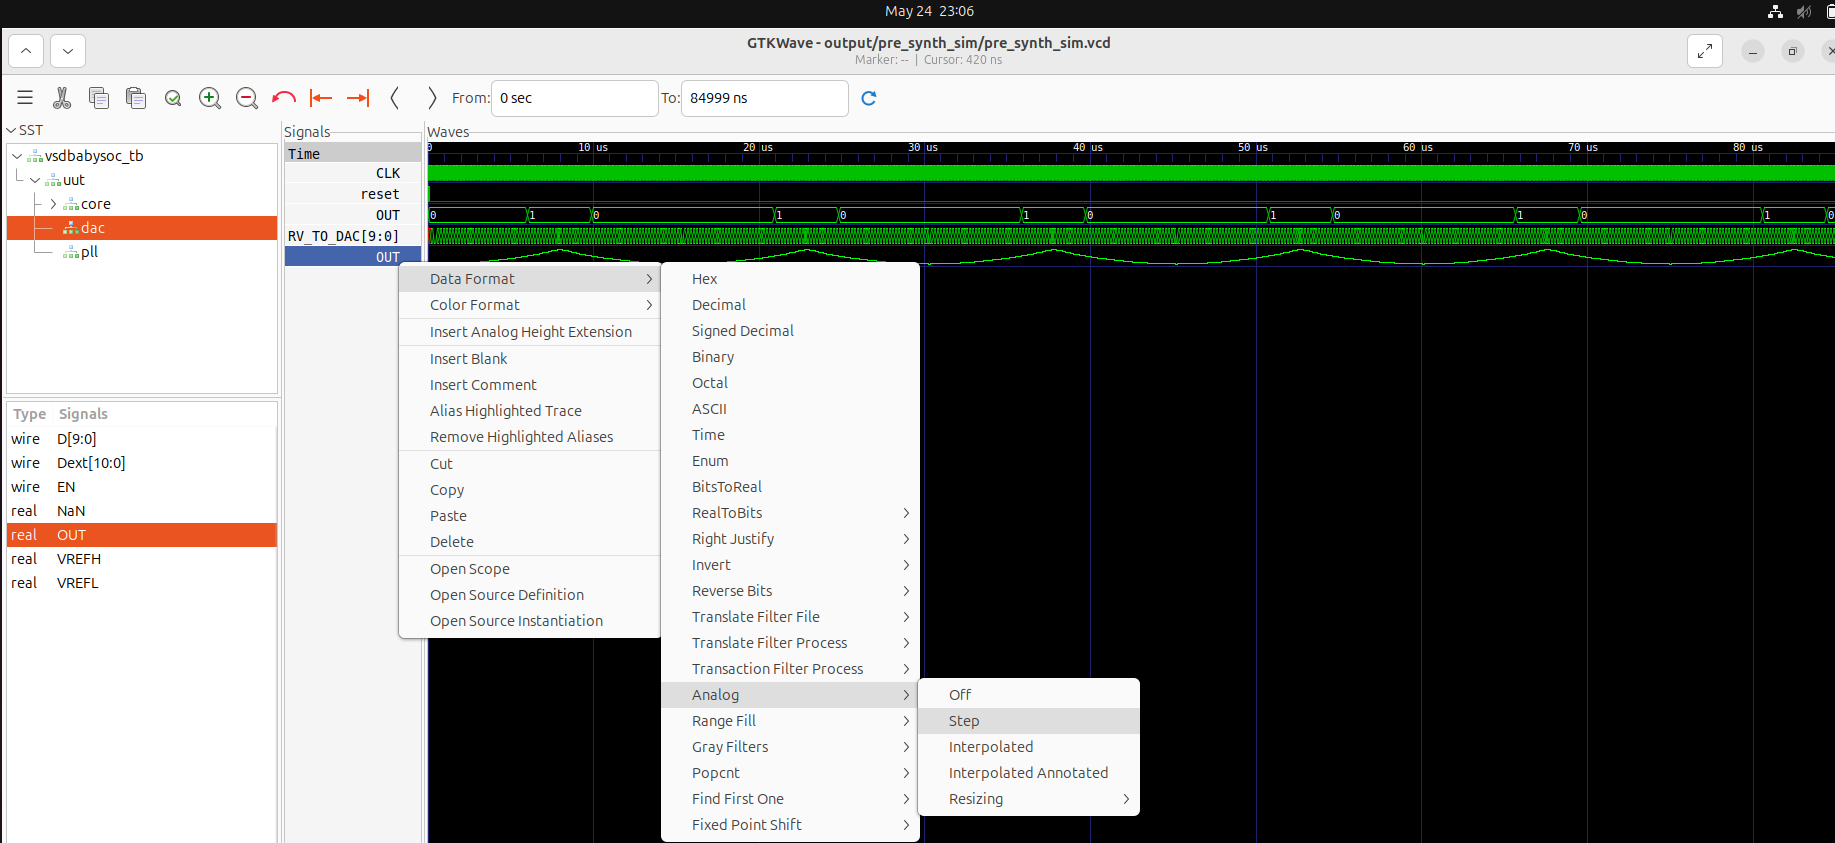 May 24 23:06
GTKWave - output/pre_synth_sim/pre_synth_sim.vcd
Marker: -- | Cursor: 420 ns
From: 0 sec To: 84999 ns
SST
vsdbabysoc_tb
uut
core
dac
pll
Type Signals
wire D[9:0]
wire Dext[10:0]
wire EN
real NaN
real OUT
real VREFH
real VREFL
Signals
Time
CLK
reset
OUT
RV_TO_DAC[9:0]
OUT
Waves
0 10 us 20 us 30 us 40 us 50 us 60 us 70 us 80 us
0 1 0 1 0 1 0 1 0 1 0 1 0
Data Format
Color Format
Insert Analog Height Extension
Insert Blank
Insert Comment
Alias Highlighted Trace
Remove Highlighted Aliases
Cut
Copy
Paste
Delete
Open Scope
Open Source Definition
Open Source Instantiation
Hex
Decimal
Signed Decimal
Binary
Octal
ASCII
Time
Enum
BitsToReal
RealToBits
Right Justify
Invert
Reverse Bits
Translate Filter File
Translate Filter Process
Transaction Filter Process
Analog
Range Fill
Gray Filters
Popcnt
Find First One
Fixed Point Shift
Off
Step
Interpolated
Interpolated Annotated
Resizing